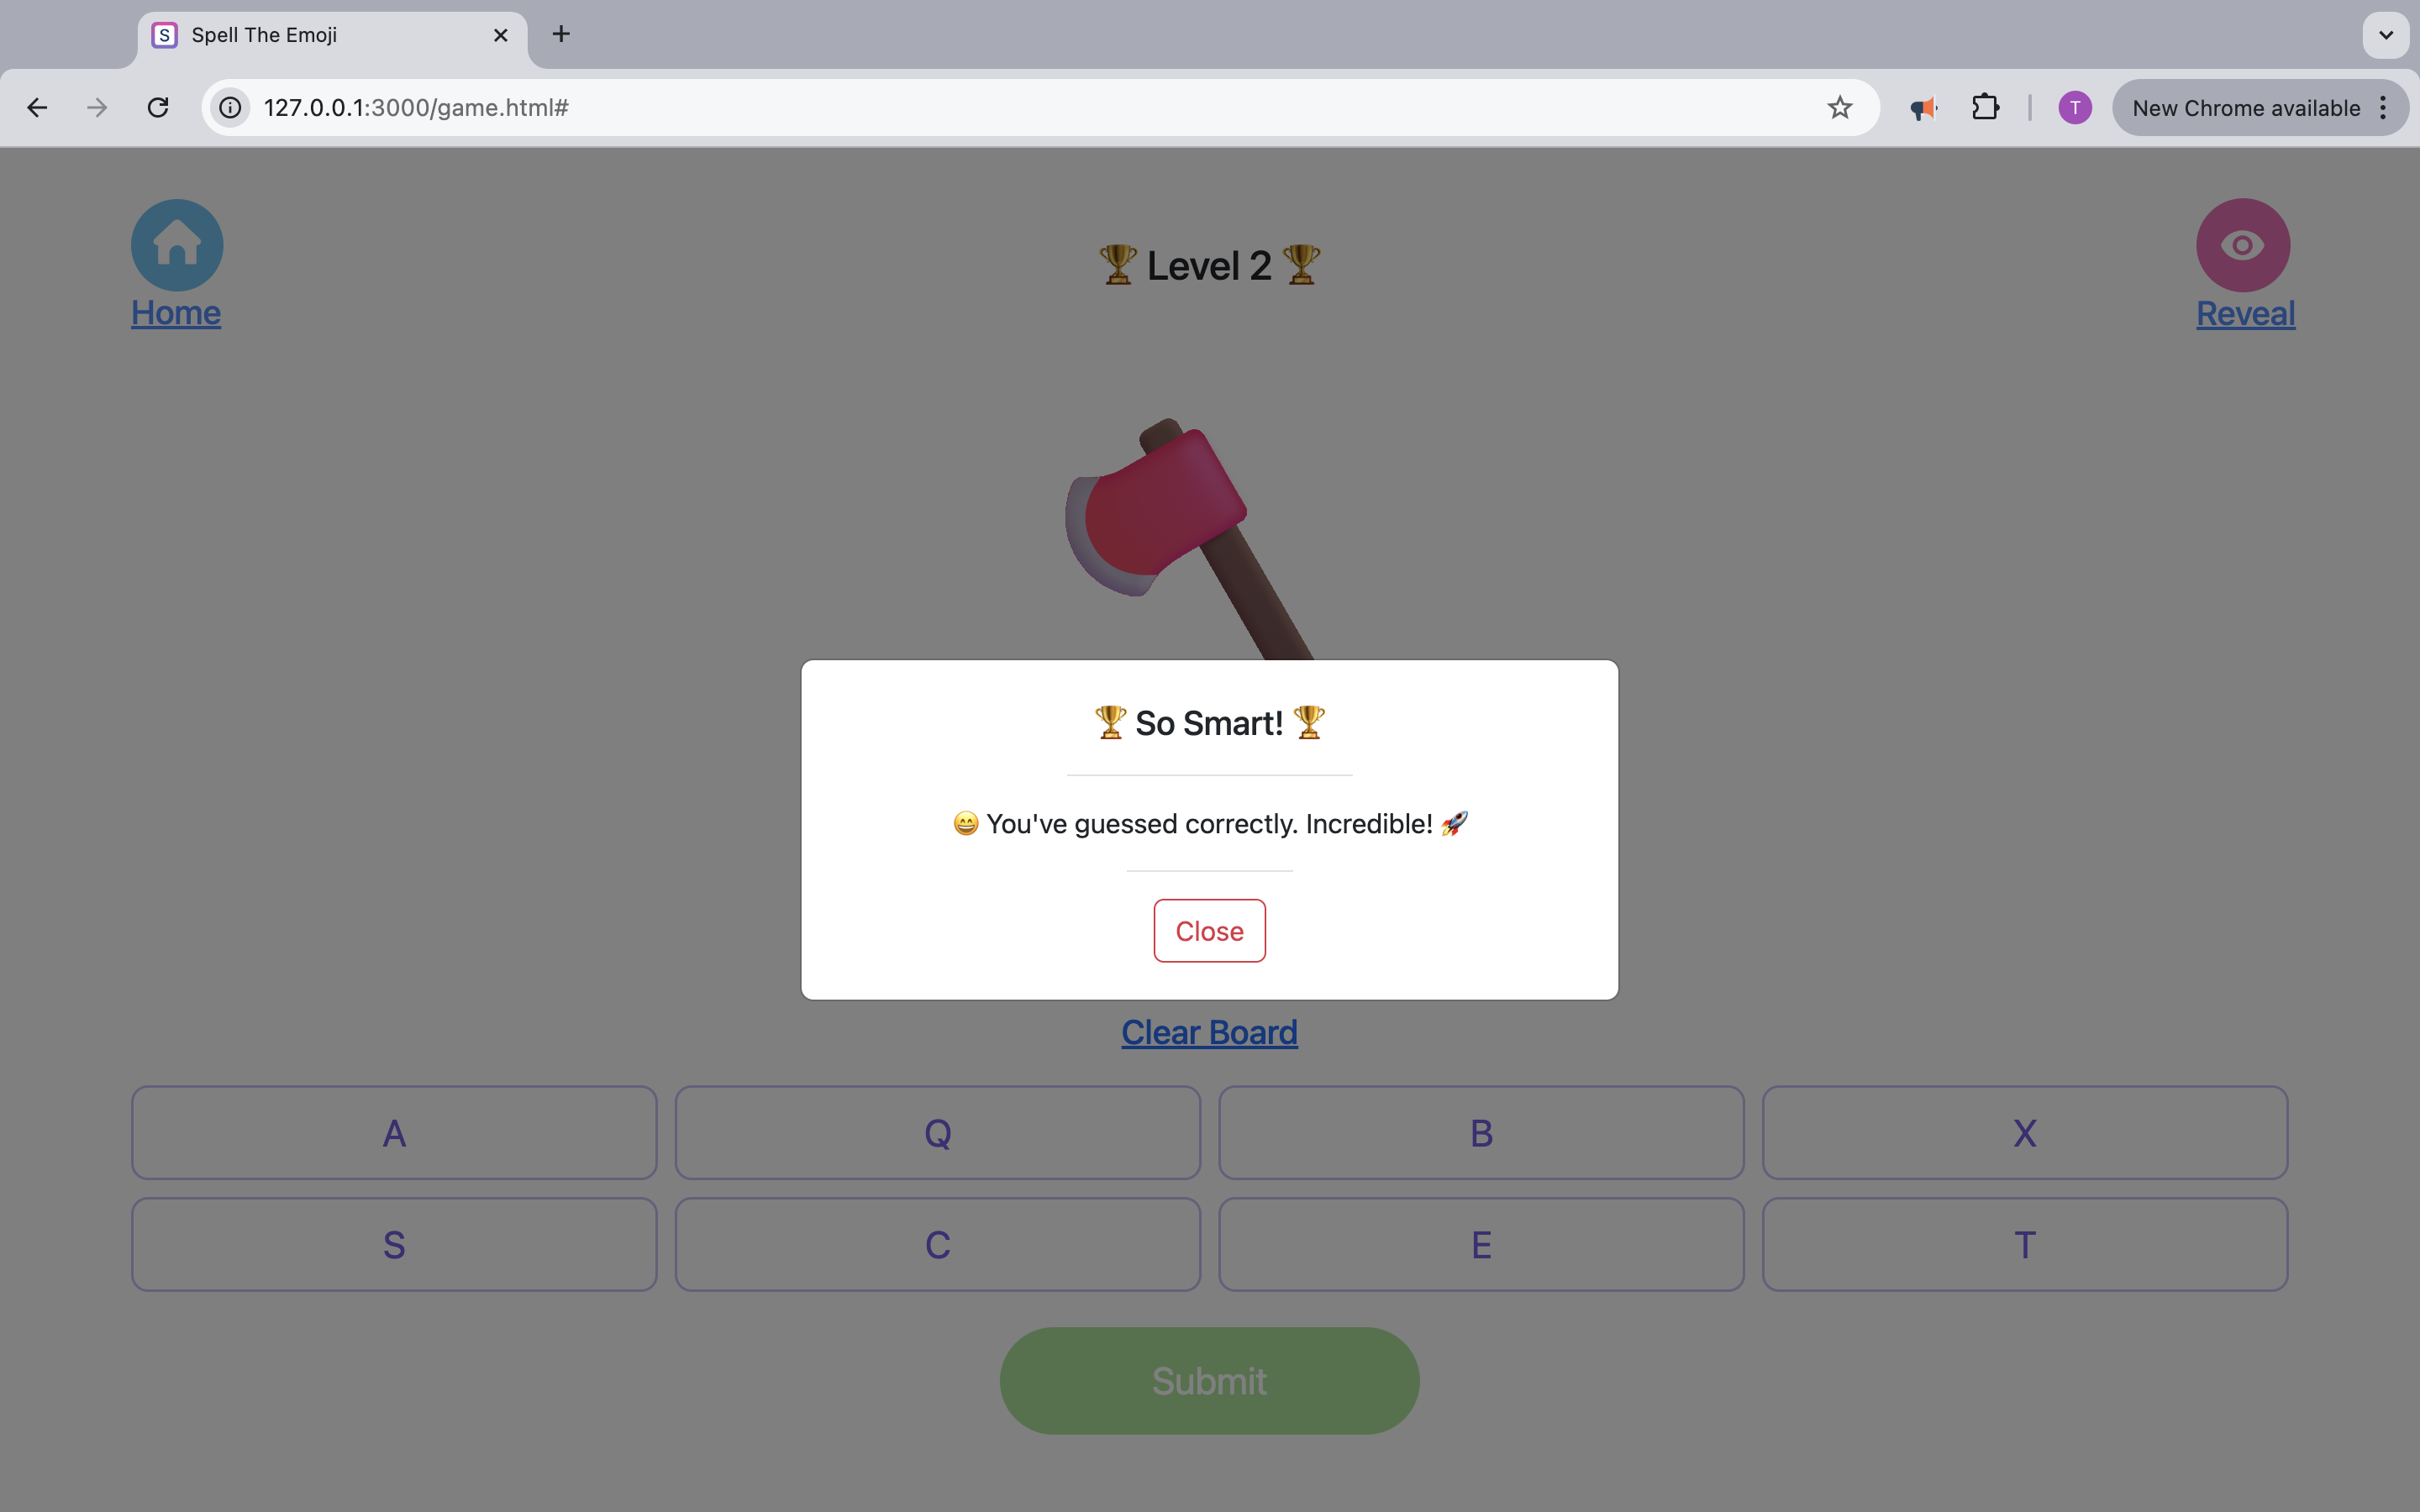 S Spell The Emoji
127.0.0.1:3000/game.html#
T
New Chrome available
Home
🏆 Level 2 🏆
Reveal
🏆 So Smart! 🏆
😄 You've guessed correctly. Incredible! 🚀
Close
Clear Board
A Q B X
S C E T
Submit